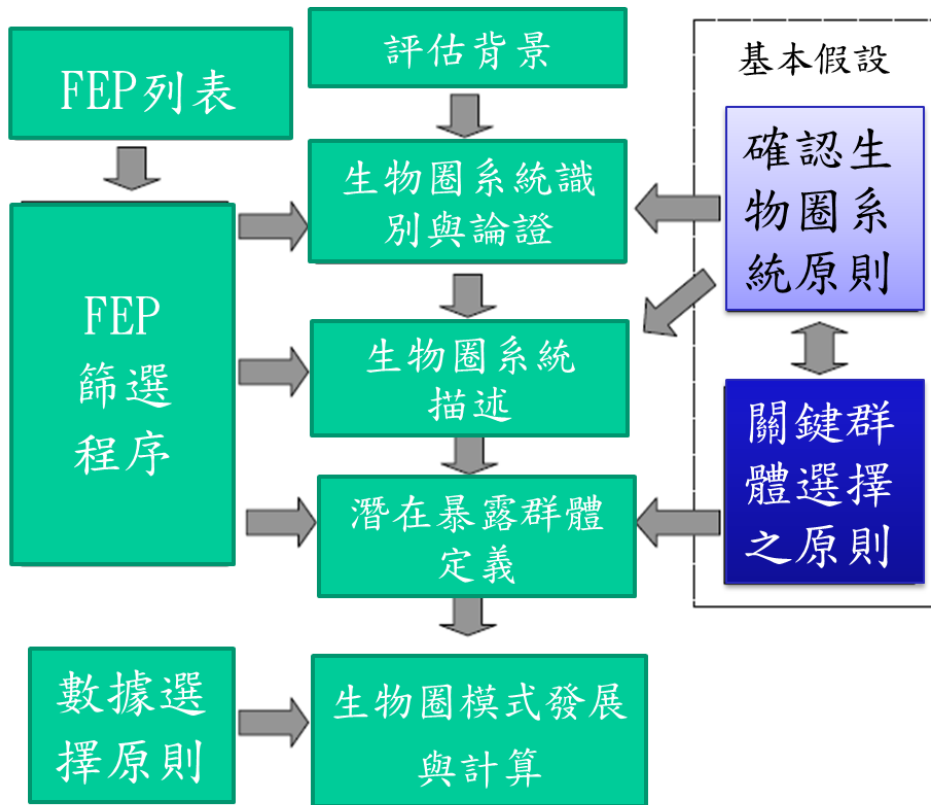 FEP列表
評估背景
基本假設
確認生
物圈系
統原則
生物圈系統識
別與論證
FEP
篩選
程序
生物圈系統
描述
關鍵群
體選擇
之原則
潛在暴露群體
定義
數據選
擇原則
生物圈模式發展
與計算